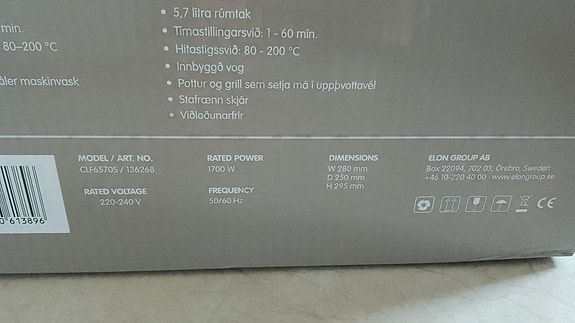 min.
80–200 °C
åler maskinvask
• 5,7 lítra rúmtak
• Tímastillingarsvið: 1 - 60 mín.
• Hitastigssvið: 80 - 200 °C
• Innbyggð vog
• Pottur og grill sem setja má í uppþvottavél
• Stafrænn skjár
• Viðloðunarfrír
613896
MODEL / ART. NO.
CLF6570S / 136268
RATED VOLTAGE
220-240 V
RATED POWER
1700 W
FREQUENCY
50/60 Hz
DIMENSIONS
W 280 mm
D 250 mm
H 295 mm
ELON GROUP AB
Box 22094, 702 03, Örebro, Sweden
+46 10-220 40 00 · www.elongroup.se
CE